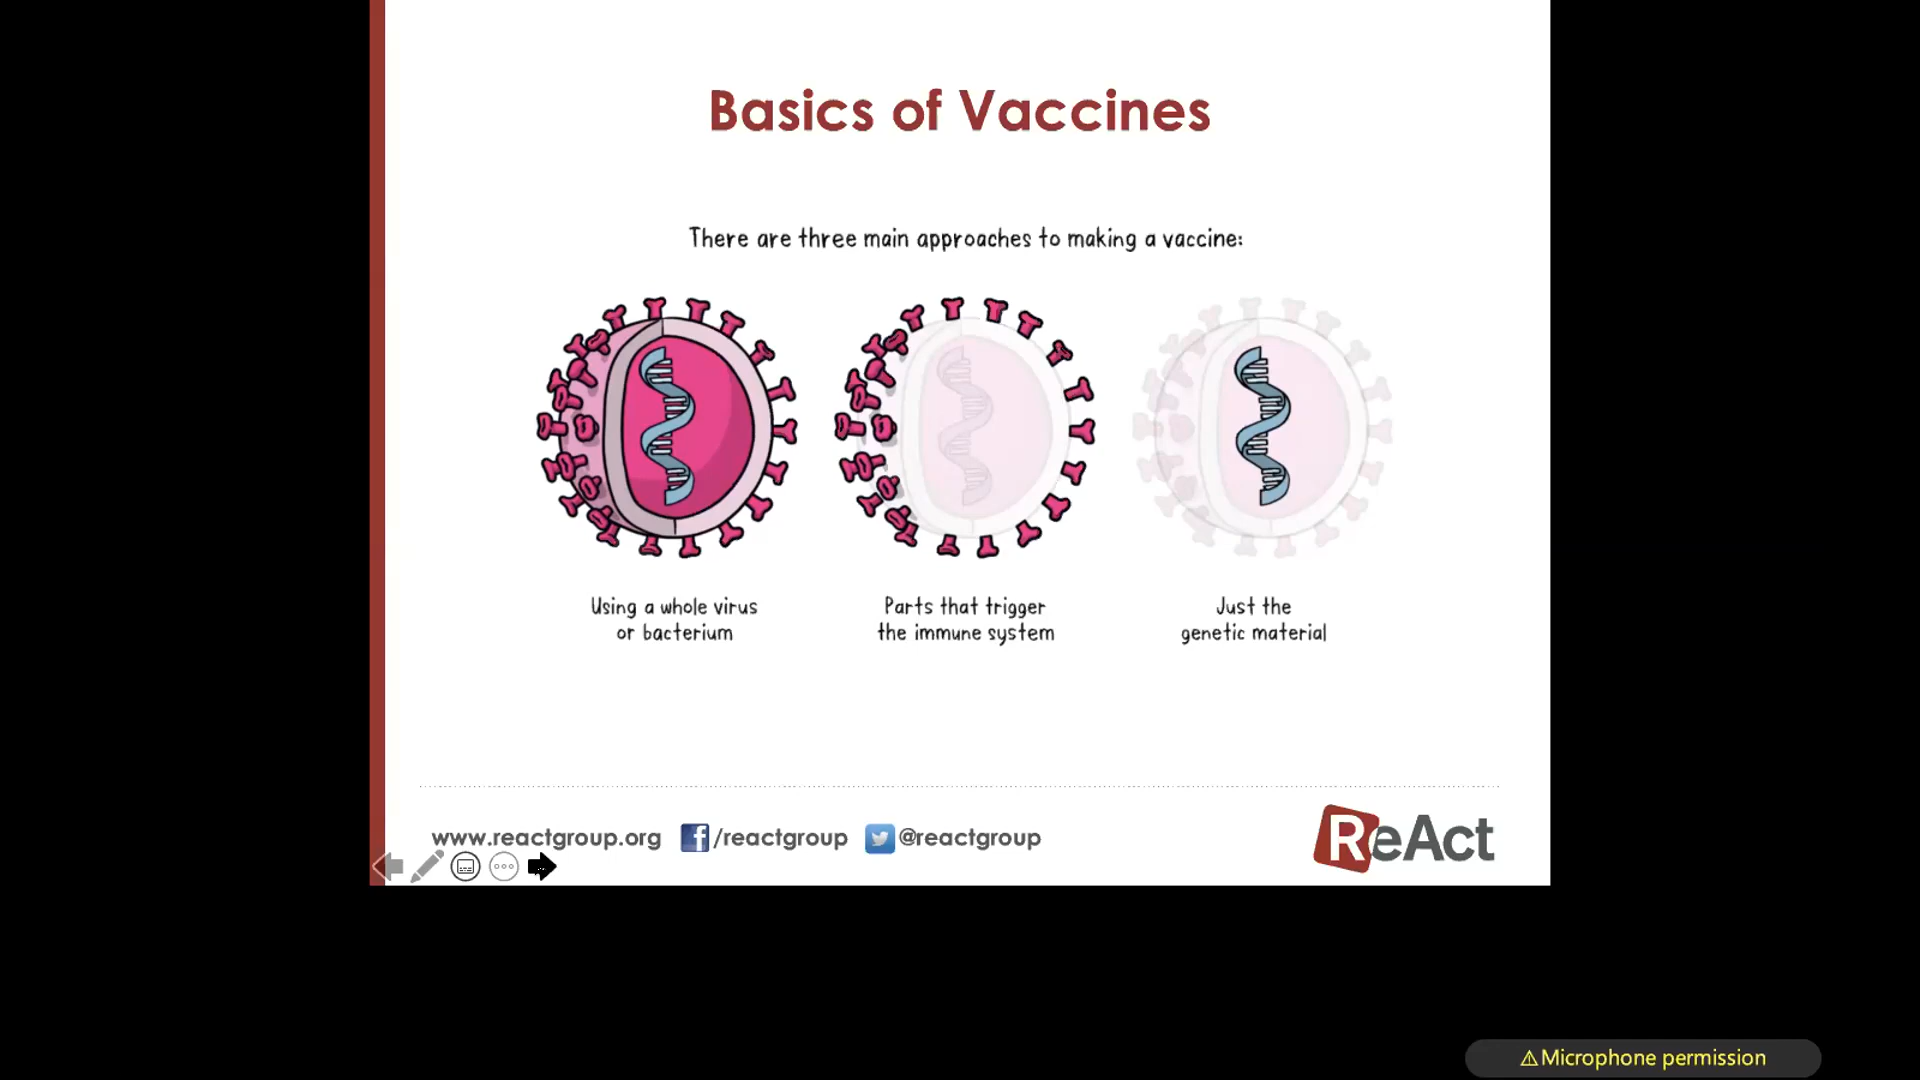 Basics of Vaccines
There are three main approaches to making a vaccine:
Using a whole virus
or bacterium
Parts that trigger
the immune system
Just the
genetic material
www.reactgroup.org /reactgroup @reactgroup
ReAct
⚠Microphone permission